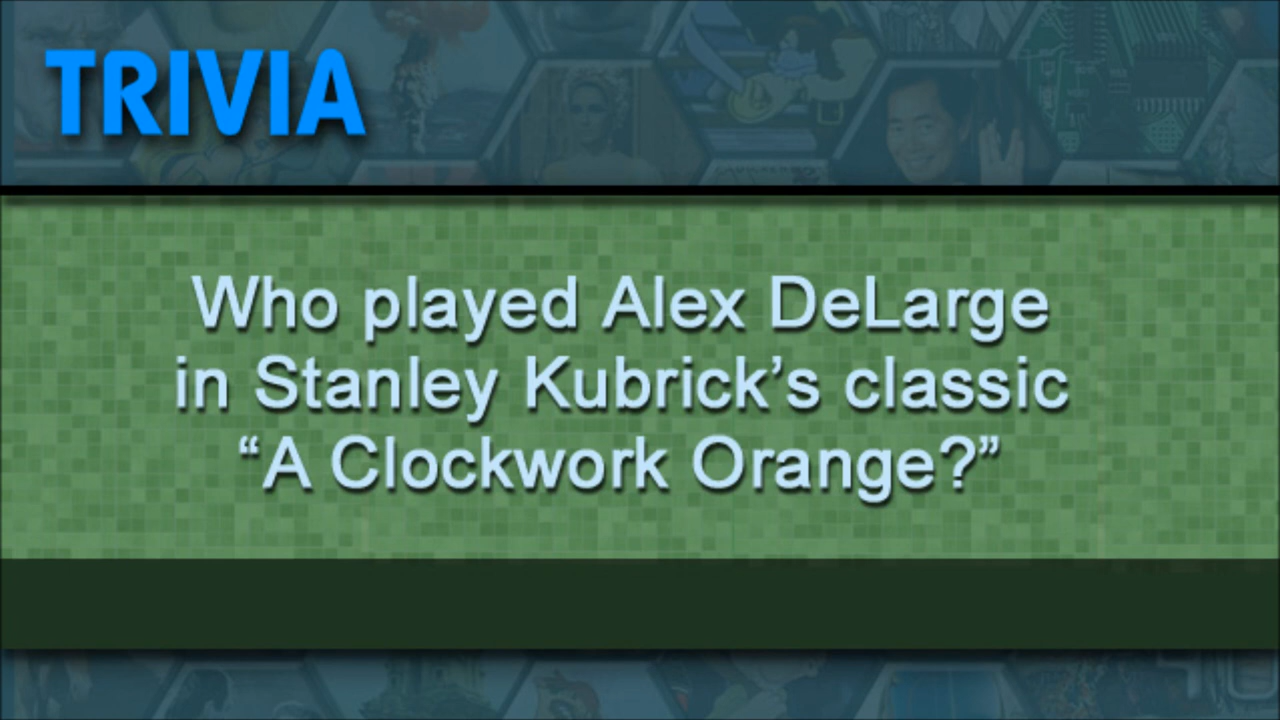 TRIVIA
Who played Alex DeLarge
in Stanley Kubrick’s classic
“A Clockwork Orange?”